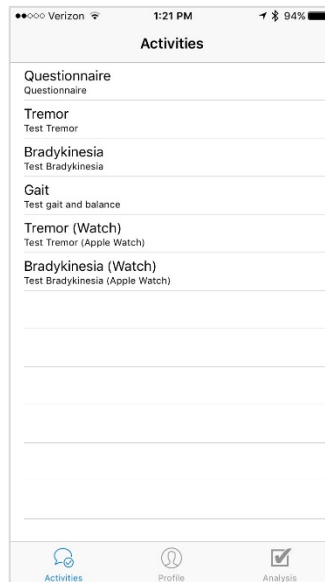 Verizon 1:21 PM 94%
Activities
Questionnaire
Questionnaire
Tremor
Test Tremor
Bradykinesia
Test Bradykinesia
Gait
Test gait and balance
Tremor (Watch)
Test Tremor (Apple Watch)
Bradykinesia (Watch)
Test Bradykinesia (Apple Watch)
Activities Profile Analysis